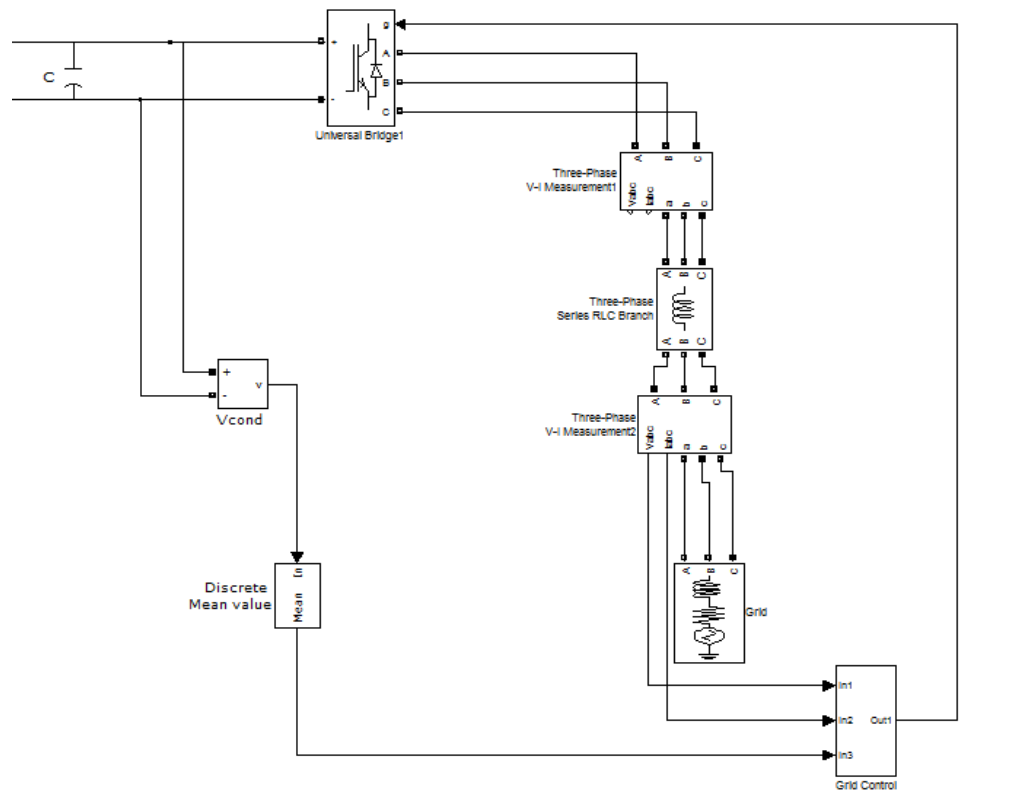 g
+
A
C
B
-
C
Universal Bridge1
A
B
C
Three-Phase
V-I Measurement1
Vabc
Iabc
a
b
c
A
B
C
Three-Phase
Series RLC Branch
A
B
C
+
v
-
Vcond
A
B
C
Three-Phase
V-I Measurement2
Vabc
Iabc
a
b
c
In
Mean
Discrete
Mean value
A
B
C
Grid
In1
In2
Out1
In3
Grid Control